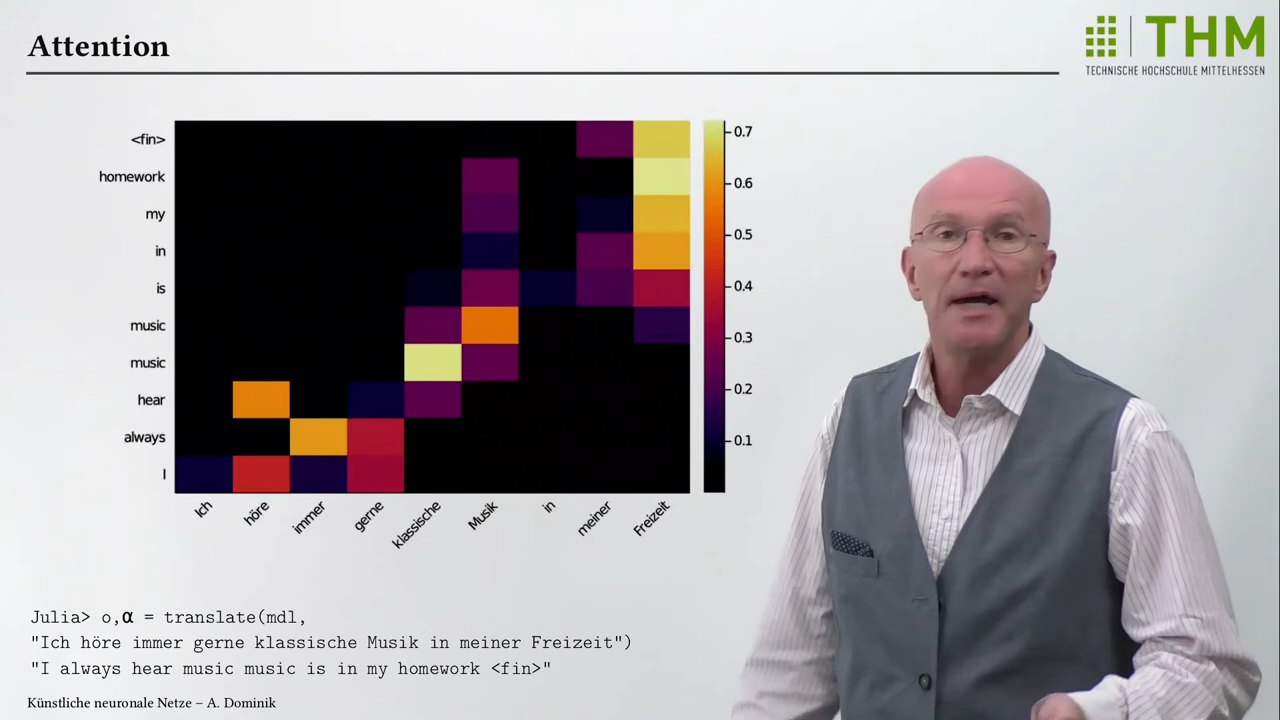 Attention
THM
TECHNISCHE HOCHSCHULE MITTELHESSEN
<fin>
homework
my
in
is
music
music
hear
always
I
0.7
0.6
0.5
0.4
0.3
0.2
0.1
Ich
höre
immer
gerne
klassische
Musik
in
meiner
Freizeit
Julia> o,α = translate(mdl,
"Ich höre immer gerne klassische Musik in meiner Freizeit")
"I always hear music music is in my homework <fin>"
Künstliche neuronale Netze – A. Dominik